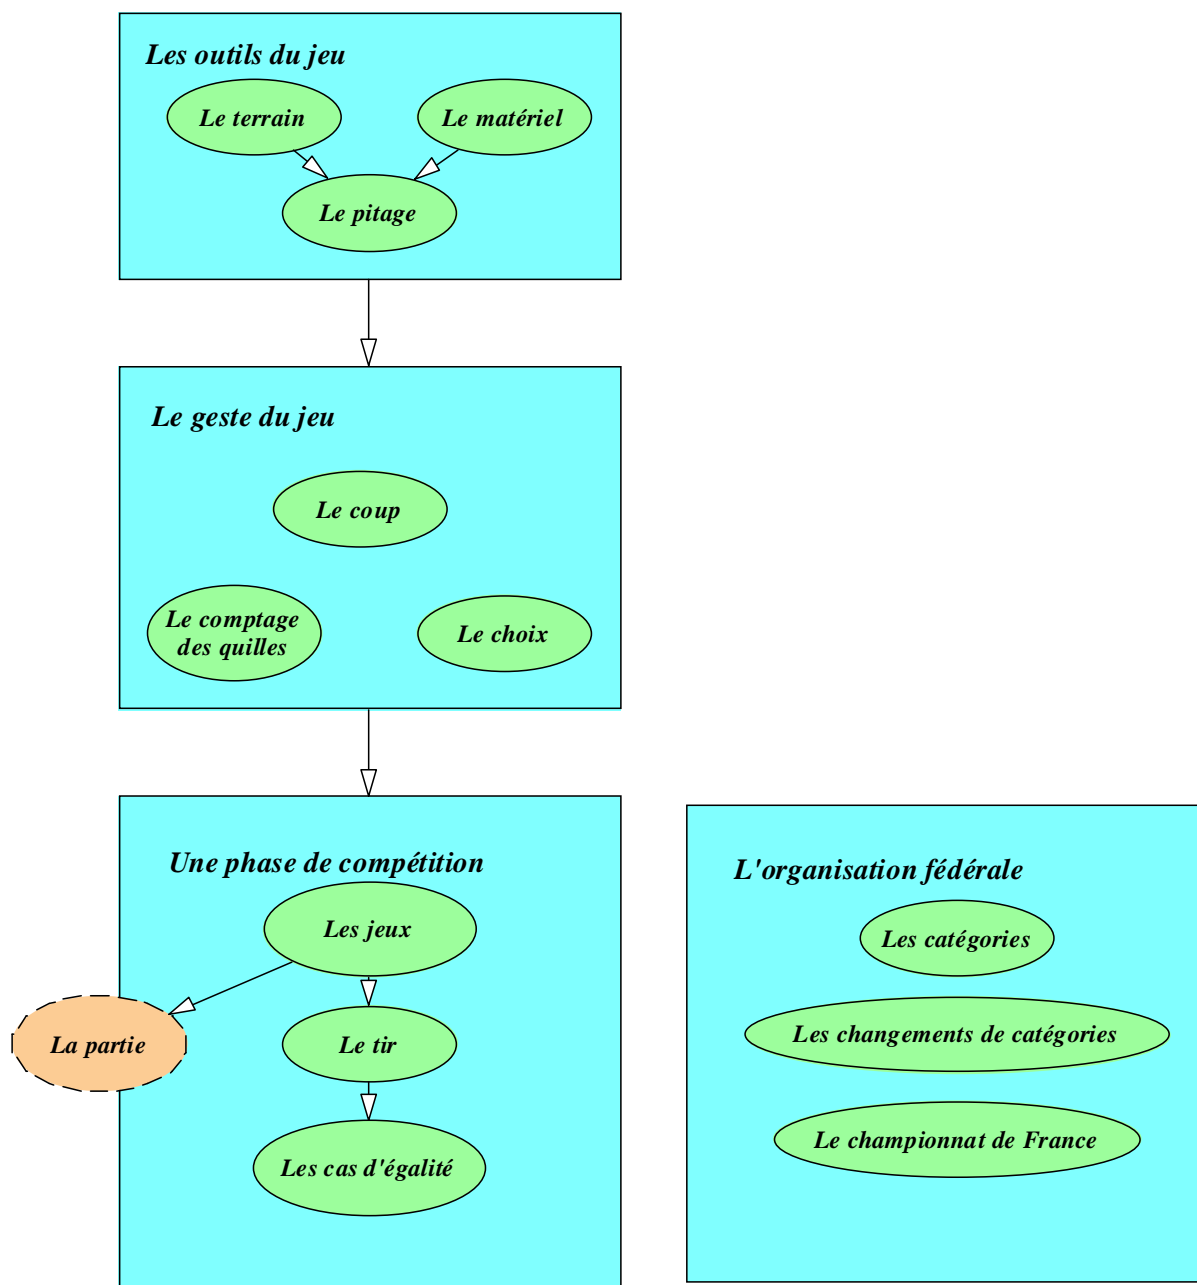 Les outils du jeu
Le terrain
Le matériel
Le pitage
Le geste du jeu
Le coup
Le comptage
des quilles
Le choix
Une phase de compétition
Les jeux
La partie
Le tir
Les cas d'égalité
L'organisation fédérale
Les catégories
Les changements de catégories
Le championnat de France